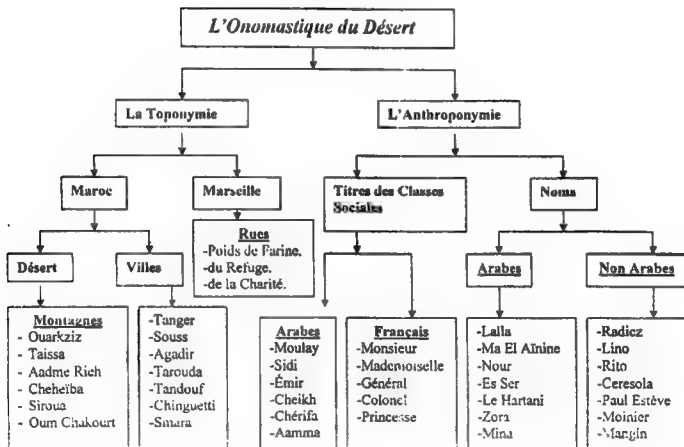 L'Onomastique du Désert
La Toponymie
L'Anthroponymie
Maroc
Marseille
Titres des Classes
Sociales
Noms
Rues
-Poids de Farine.
-du Refuge.
-de la Charité.
Désert
Villes
Arabes
Non Arabes
Montagnes
- Ouarkziz
- Taissa
- Aadme Rieh
- Cheheïba
- Siroua
- Oum Chakourt
-Tanger
-Souss
-Agadir
-Tarouda
-Tandouf
-Chinguetti
-Smara
Arabes
-Moulay
-Sidi
-Émir
-Cheikh
-Chérifa
-Aamma
Français
-Monsieur
-Mademoiselle
-Général
-Colonel
-Princesse
-Lalla
-Ma El Aïnine
-Nour
-Es Ser
-Le Hartani
-Zora
-Mina
-Radicz
-Lino
-Rito
-Ceresola
-Paul Estève
-Moinier
-Mangin